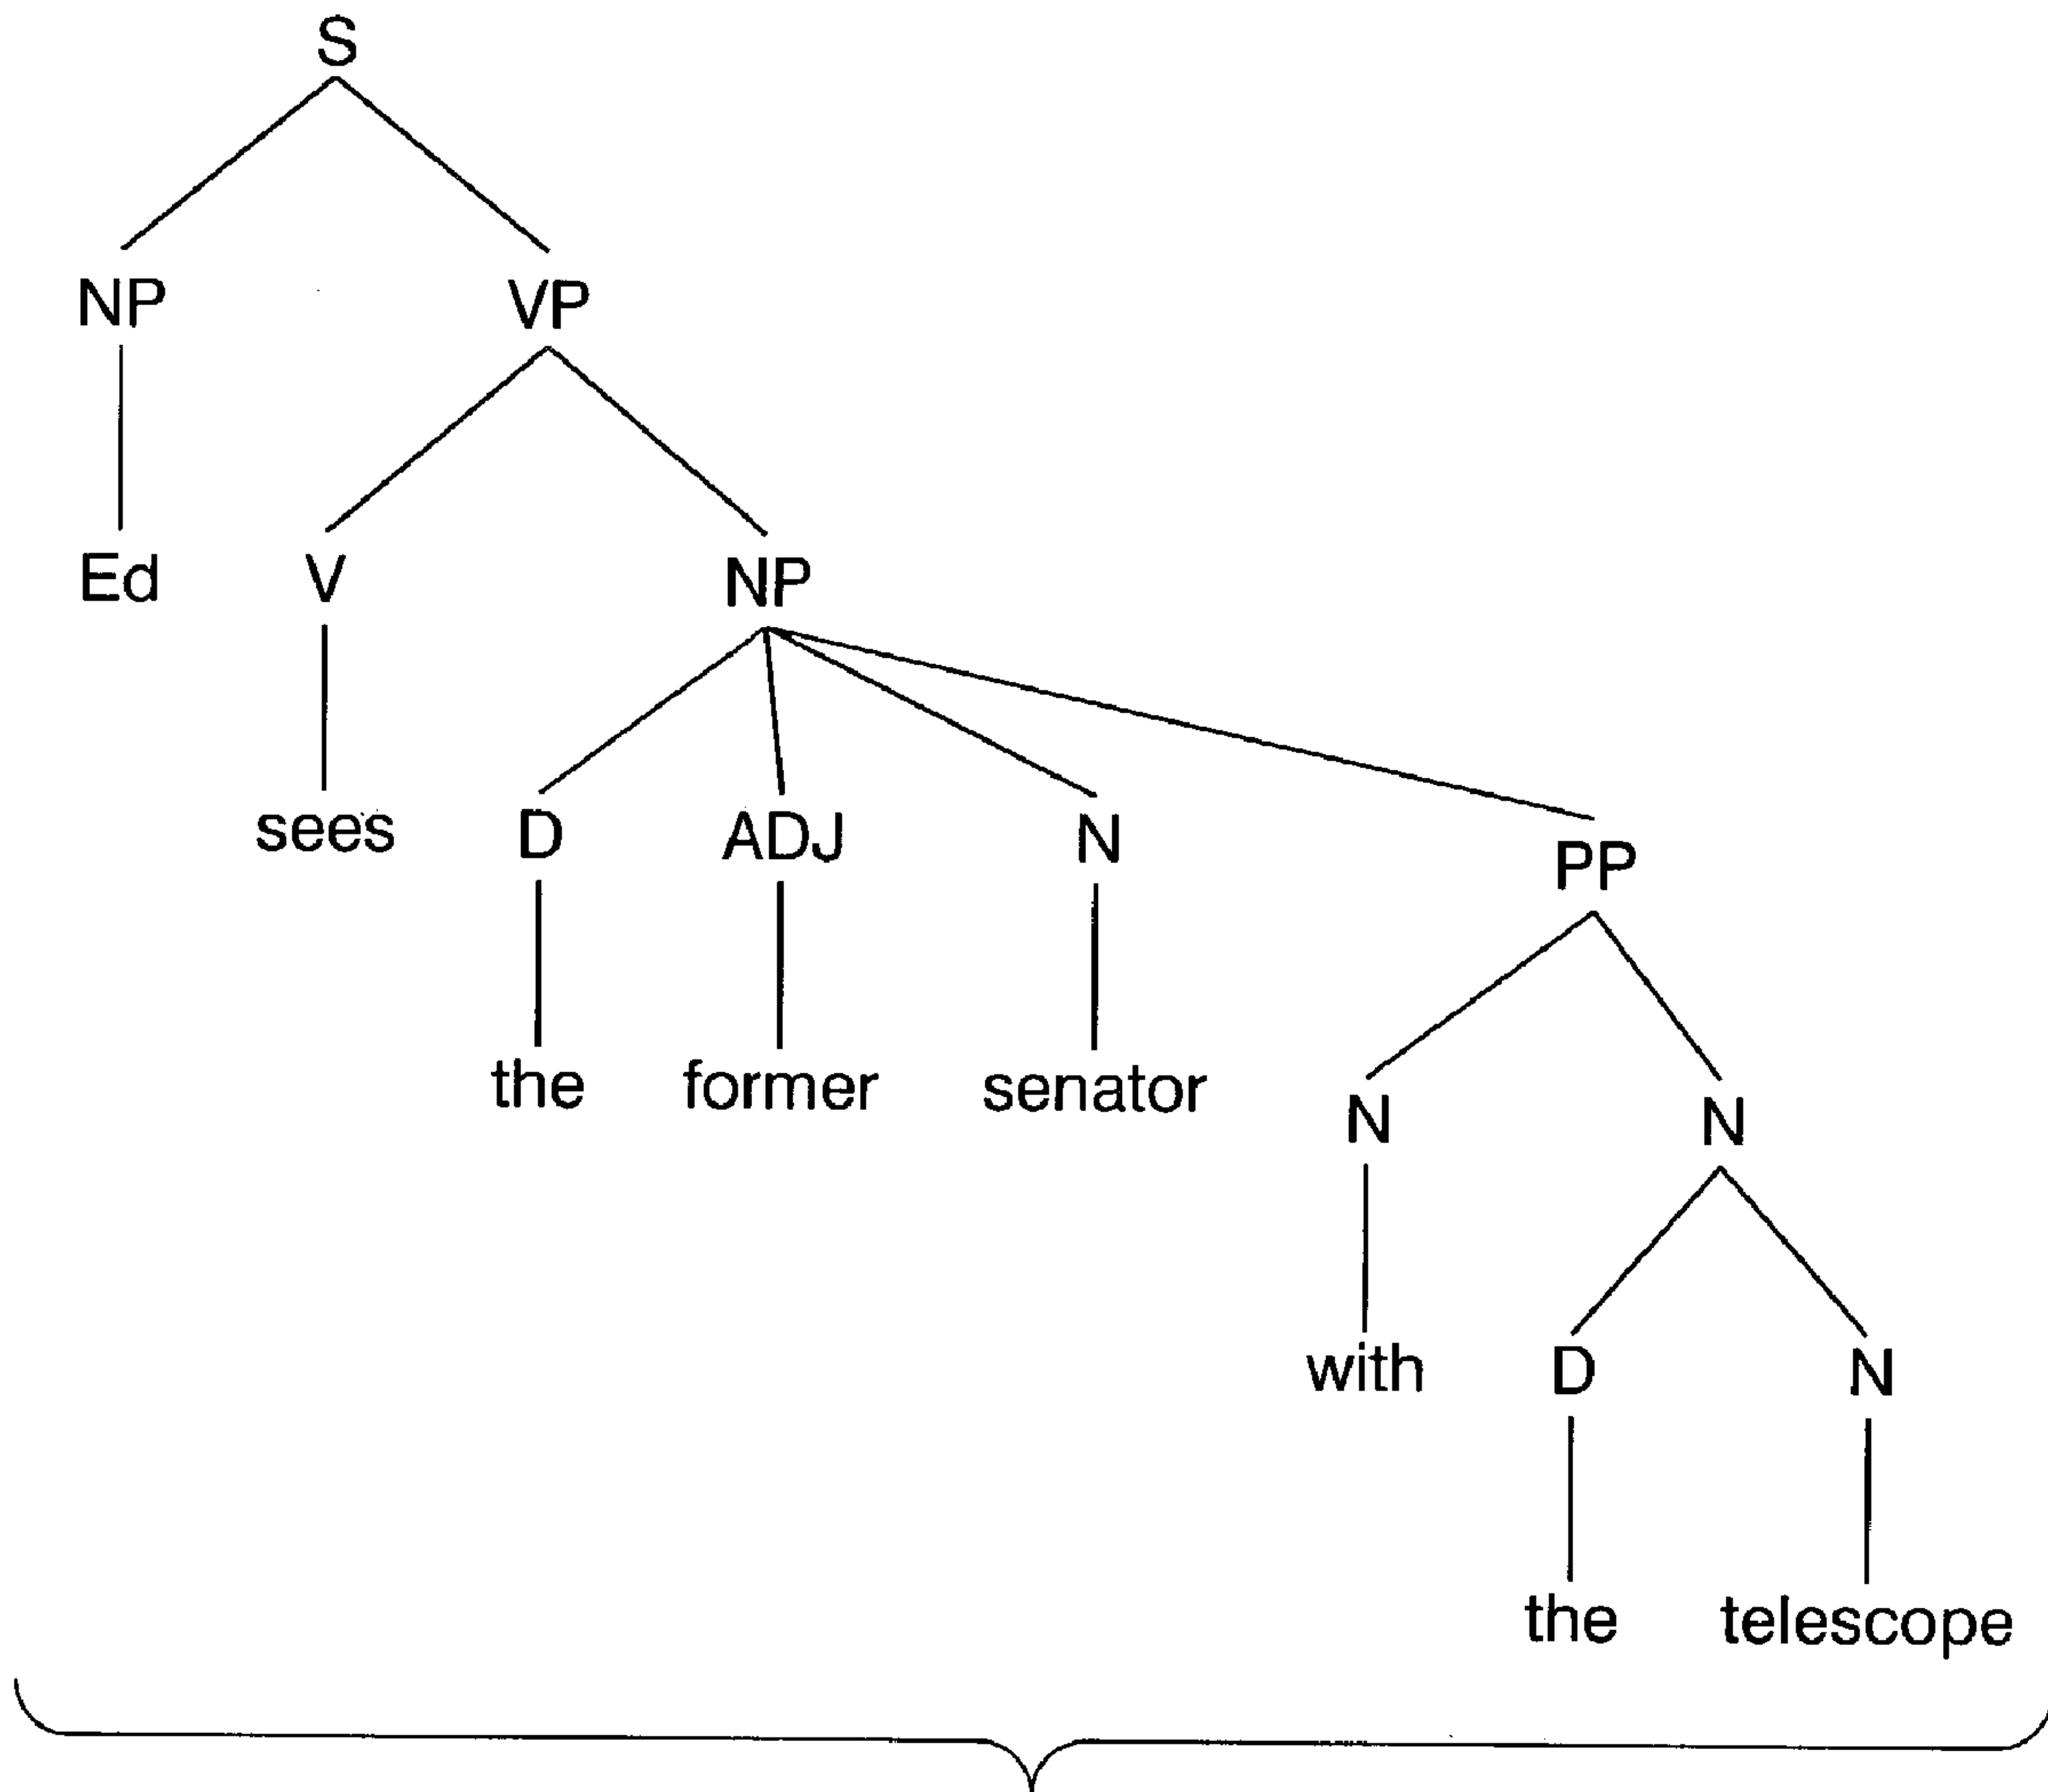 S
NP VP
Ed V NP
sees D ADJ N PP
the former senator N N
with D N
the telescope